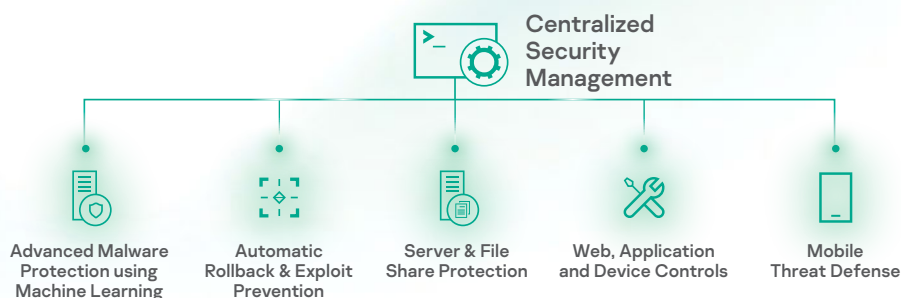 >_
Centralized
Security
Management
Advanced Malware
Protection using
Machine Learning
Automatic
Rollback & Exploit
Prevention
Server & File
Share Protection
Web, Application
and Device Controls
Mobile
Threat Defense